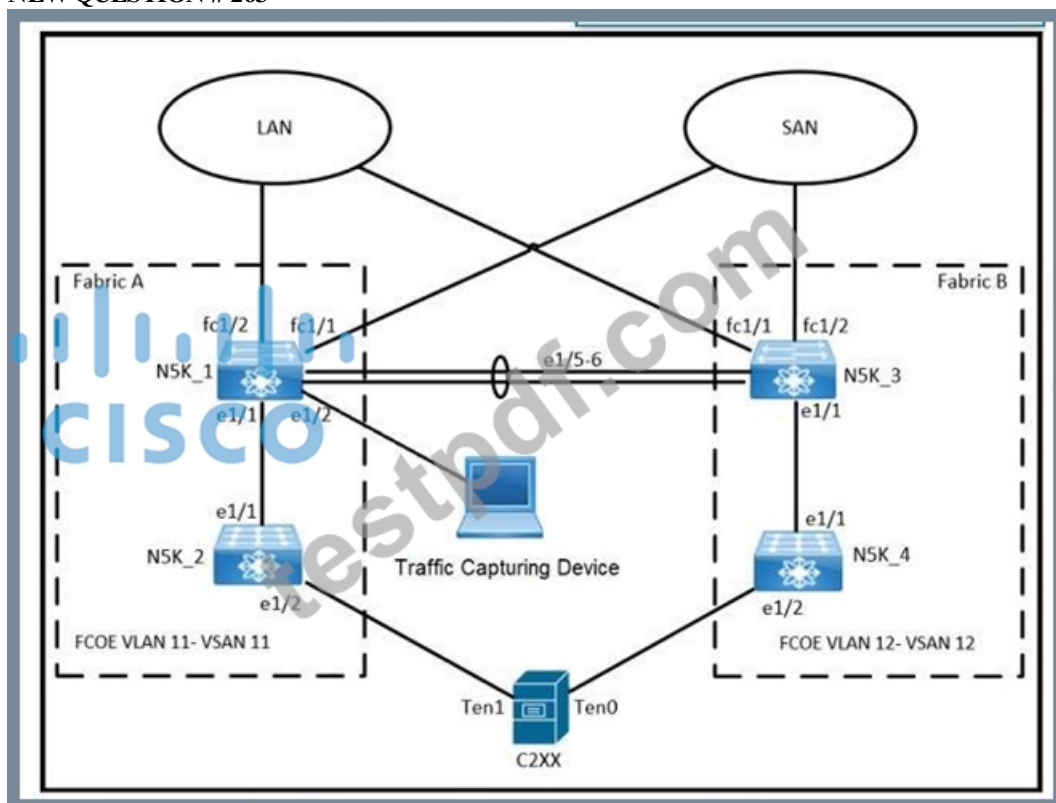 LAN
SAN
Fabric A
Fabric B
fc1/2
fc1/1
fc1/1
fc1/2
e1/5-6
N5K_1
N5K_3
CISCO
e1/1
e1/2
e1/1
testpdf.com
e1/1
e1/1
N5K_2
Traffic Capturing Device
N5K_4
e1/2
e1/2
FCOE VLAN 11- VSAN 11
FCOE VLAN 12- VSAN 12
Ten1
Ten0
C2XX